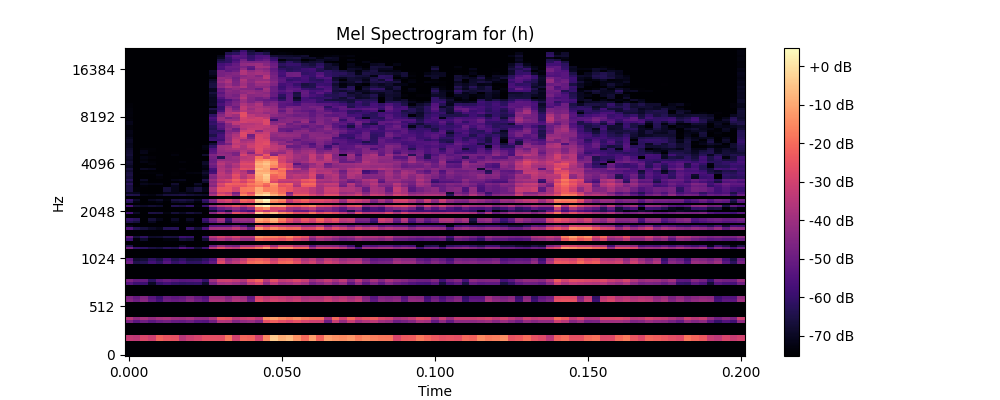 Mel Spectrogram for (h)
Hz
16384
8192
4096
2048
1024
512
0
0.000
0.050
0.100
0.150
0.200
Time
+0 dB
-10 dB
-20 dB
-30 dB
-40 dB
-50 dB
-60 dB
-70 dB